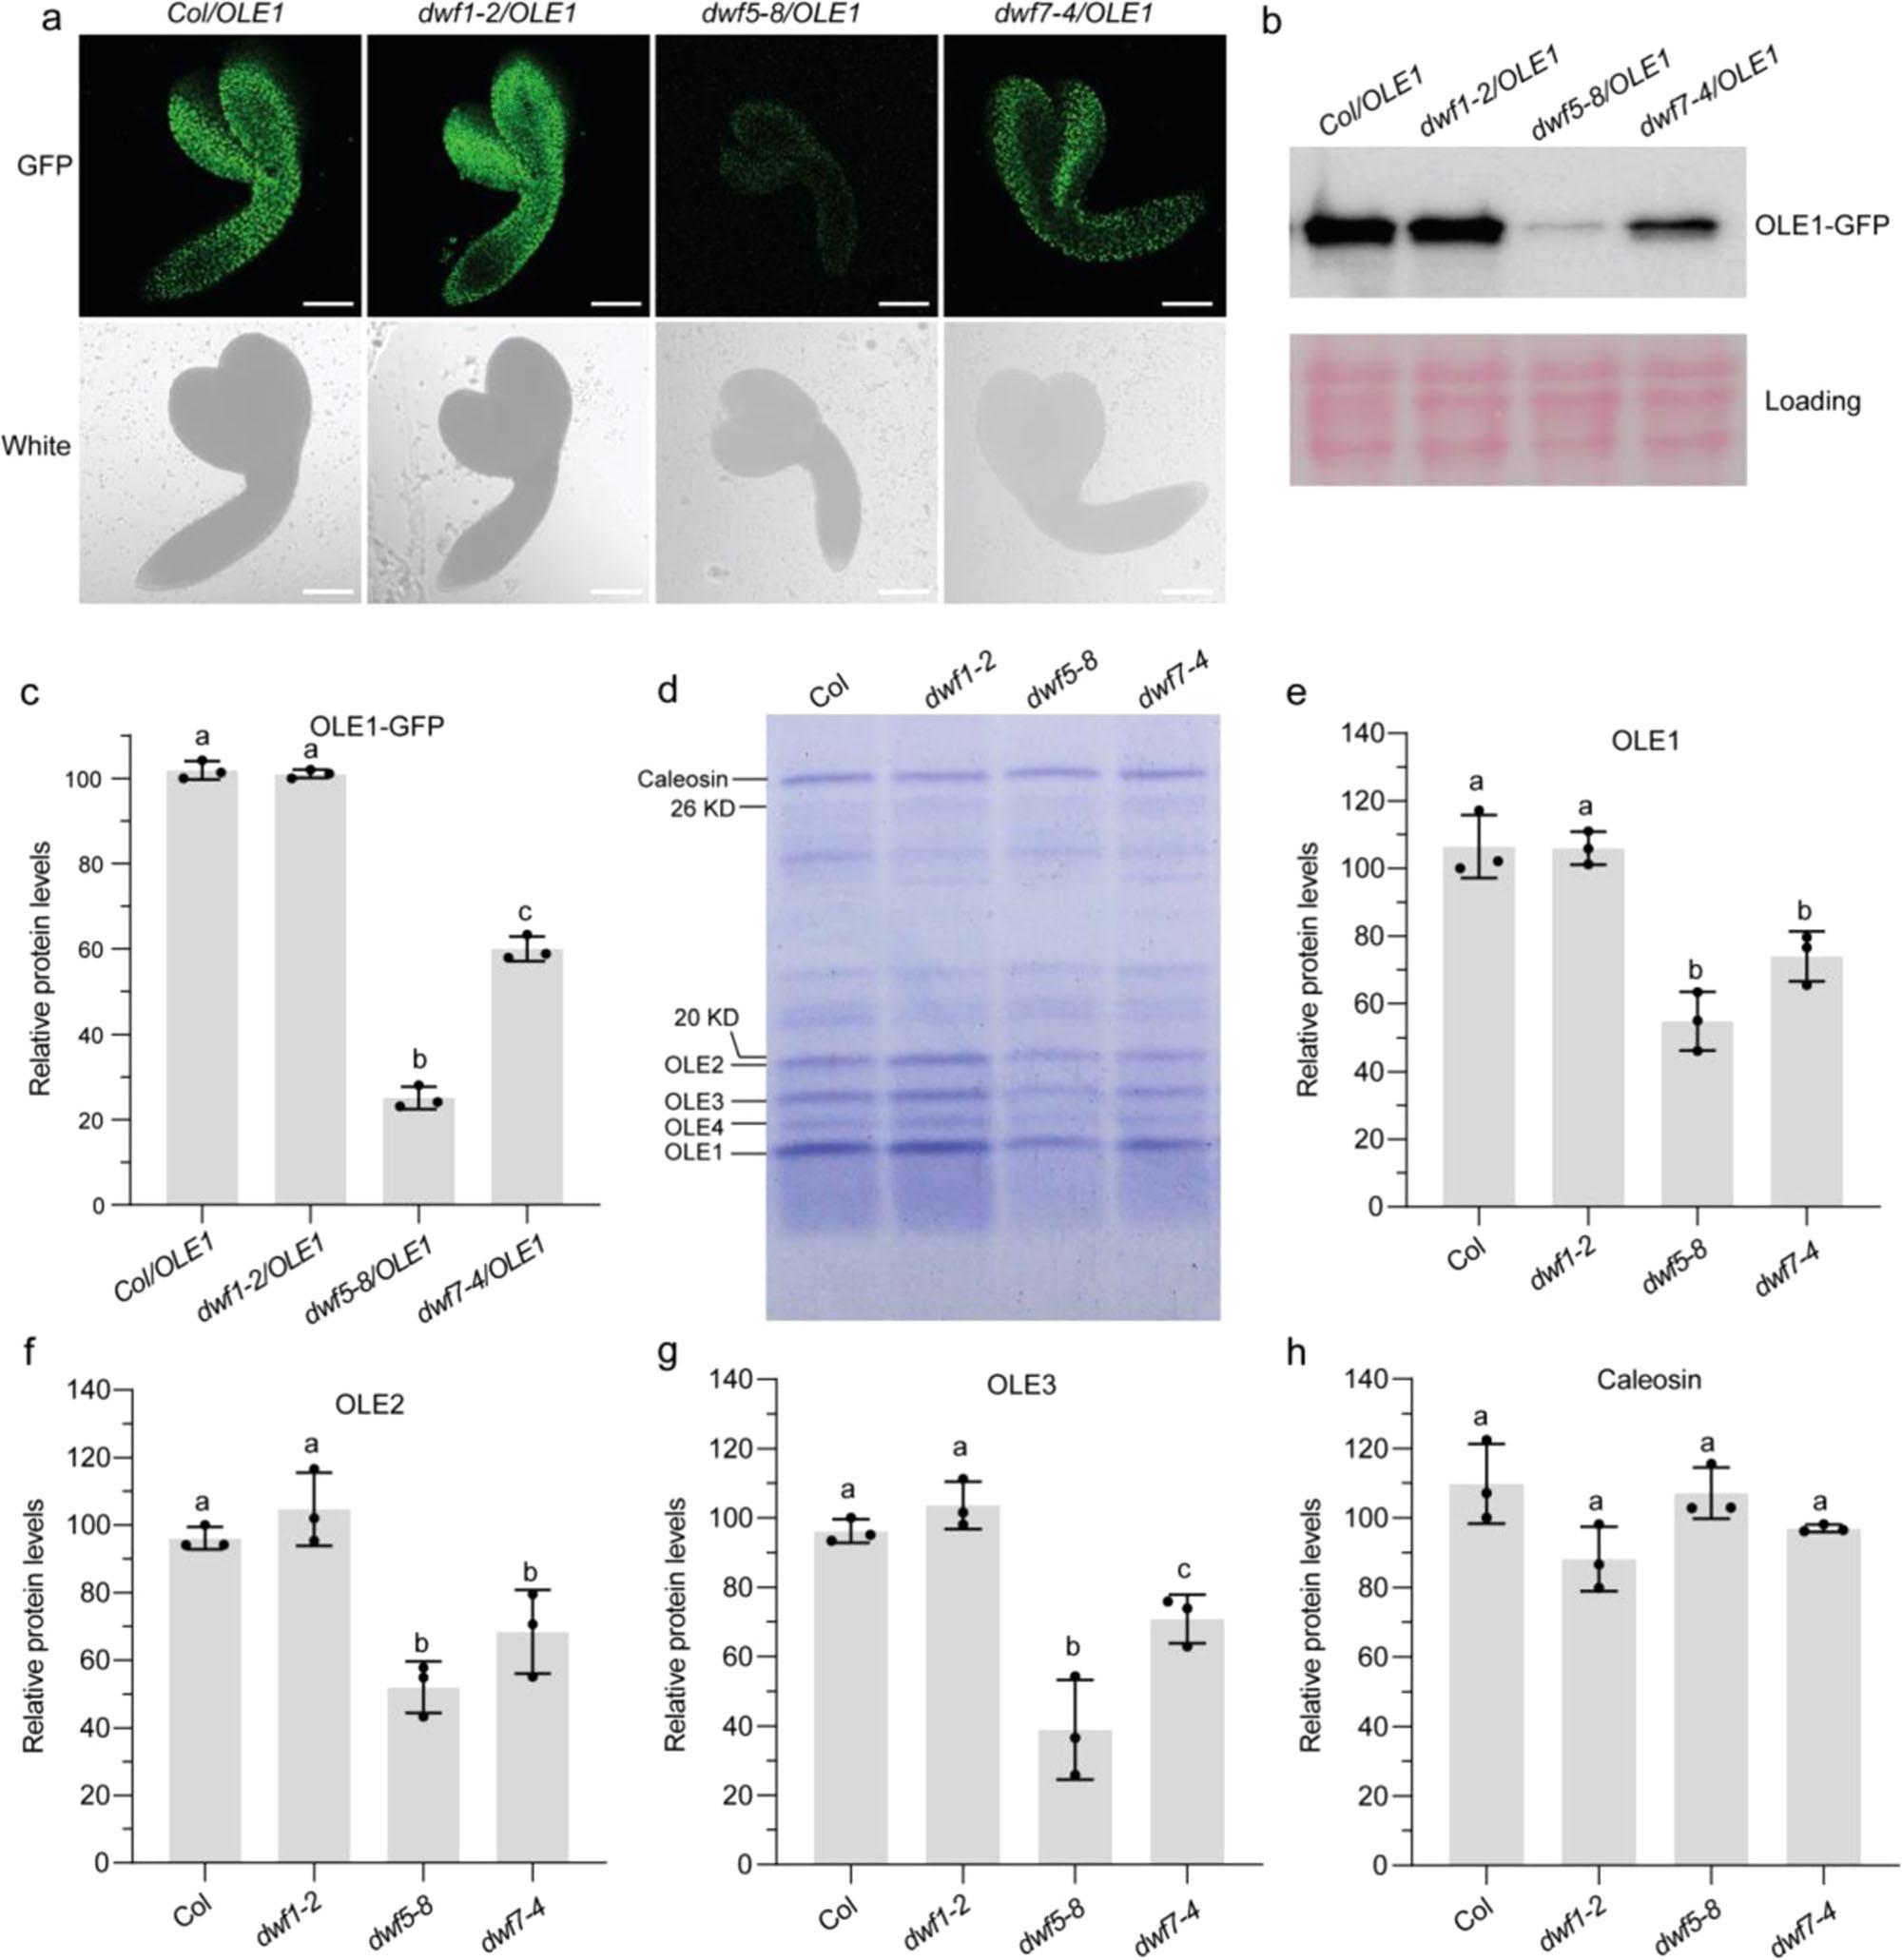 a
Col/OLE1
dwf1-2/OLE1
dwf5-8/OLE1
dwf7-4/OLE1
GFP
White
b
Col/OLE1
dwf1-2/OLE1
dwf5-8/OLE1
dwf7-4/OLE1
OLE1-GFP
Loading
c
OLE1-GFP
Relative protein levels
100
80
60
40
20
0
a
a
b
c
Col/OLE1
dwf1-2/OLE1
dwf5-8/OLE1
dwf7-4/OLE1
d
Col
dwf1-2
dwf5-8
dwf7-4
Caleosin
26 KD
20 KD
OLE2
OLE3
OLE4
OLE1
e
OLE1
Relative protein levels
140
120
100
80
60
40
20
0
a
a
b
b
Col
dwf1-2
dwf5-8
dwf7-4
f
OLE2
Relative protein levels
140
120
100
80
60
40
20
0
a
a
b
b
Col
dwf1-2
dwf5-8
dwf7-4
g
OLE3
Relative protein levels
140
120
100
80
60
40
20
0
a
a
b
c
Col
dwf1-2
dwf5-8
dwf7-4
h
Caleosin
Relative protein levels
140
120
100
80
60
40
20
0
a
a
a
a
Col
dwf1-2
dwf5-8
dwf7-4